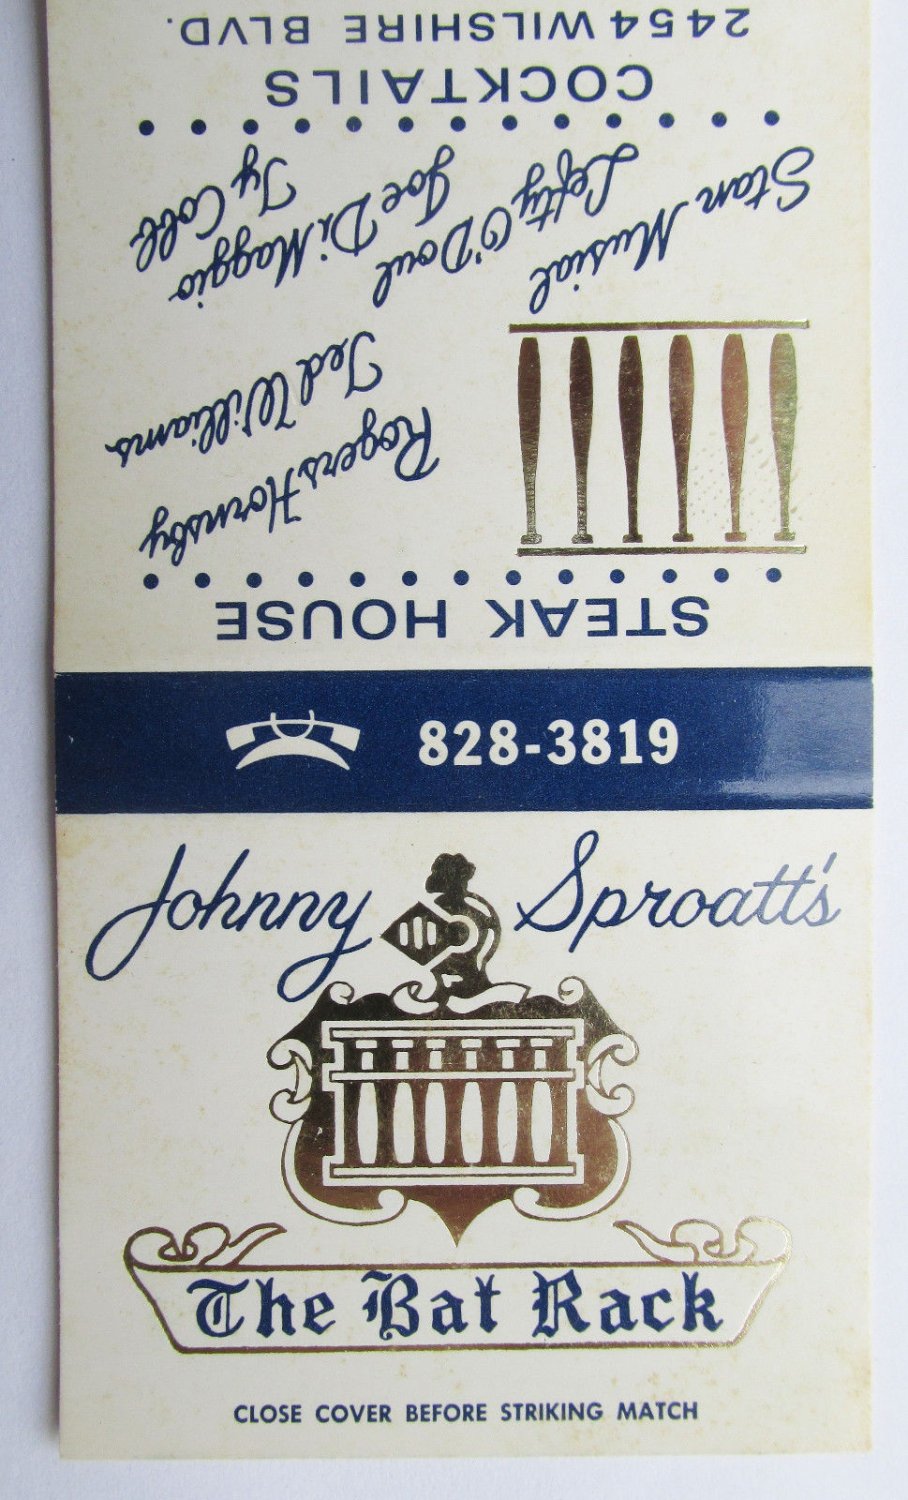 Johnny Sproatt's
The Bat Rack
CLOSE COVER BEFORE STRIKING MATCH
828-3819
STEAK HOUSE
Rogers Hornsby
Ted Williams
Stan Musial
Lefty O'Doul
Joe DiMaggio
Ty Cobb
COCKTAILS
2454 WILSHIRE BLVD.